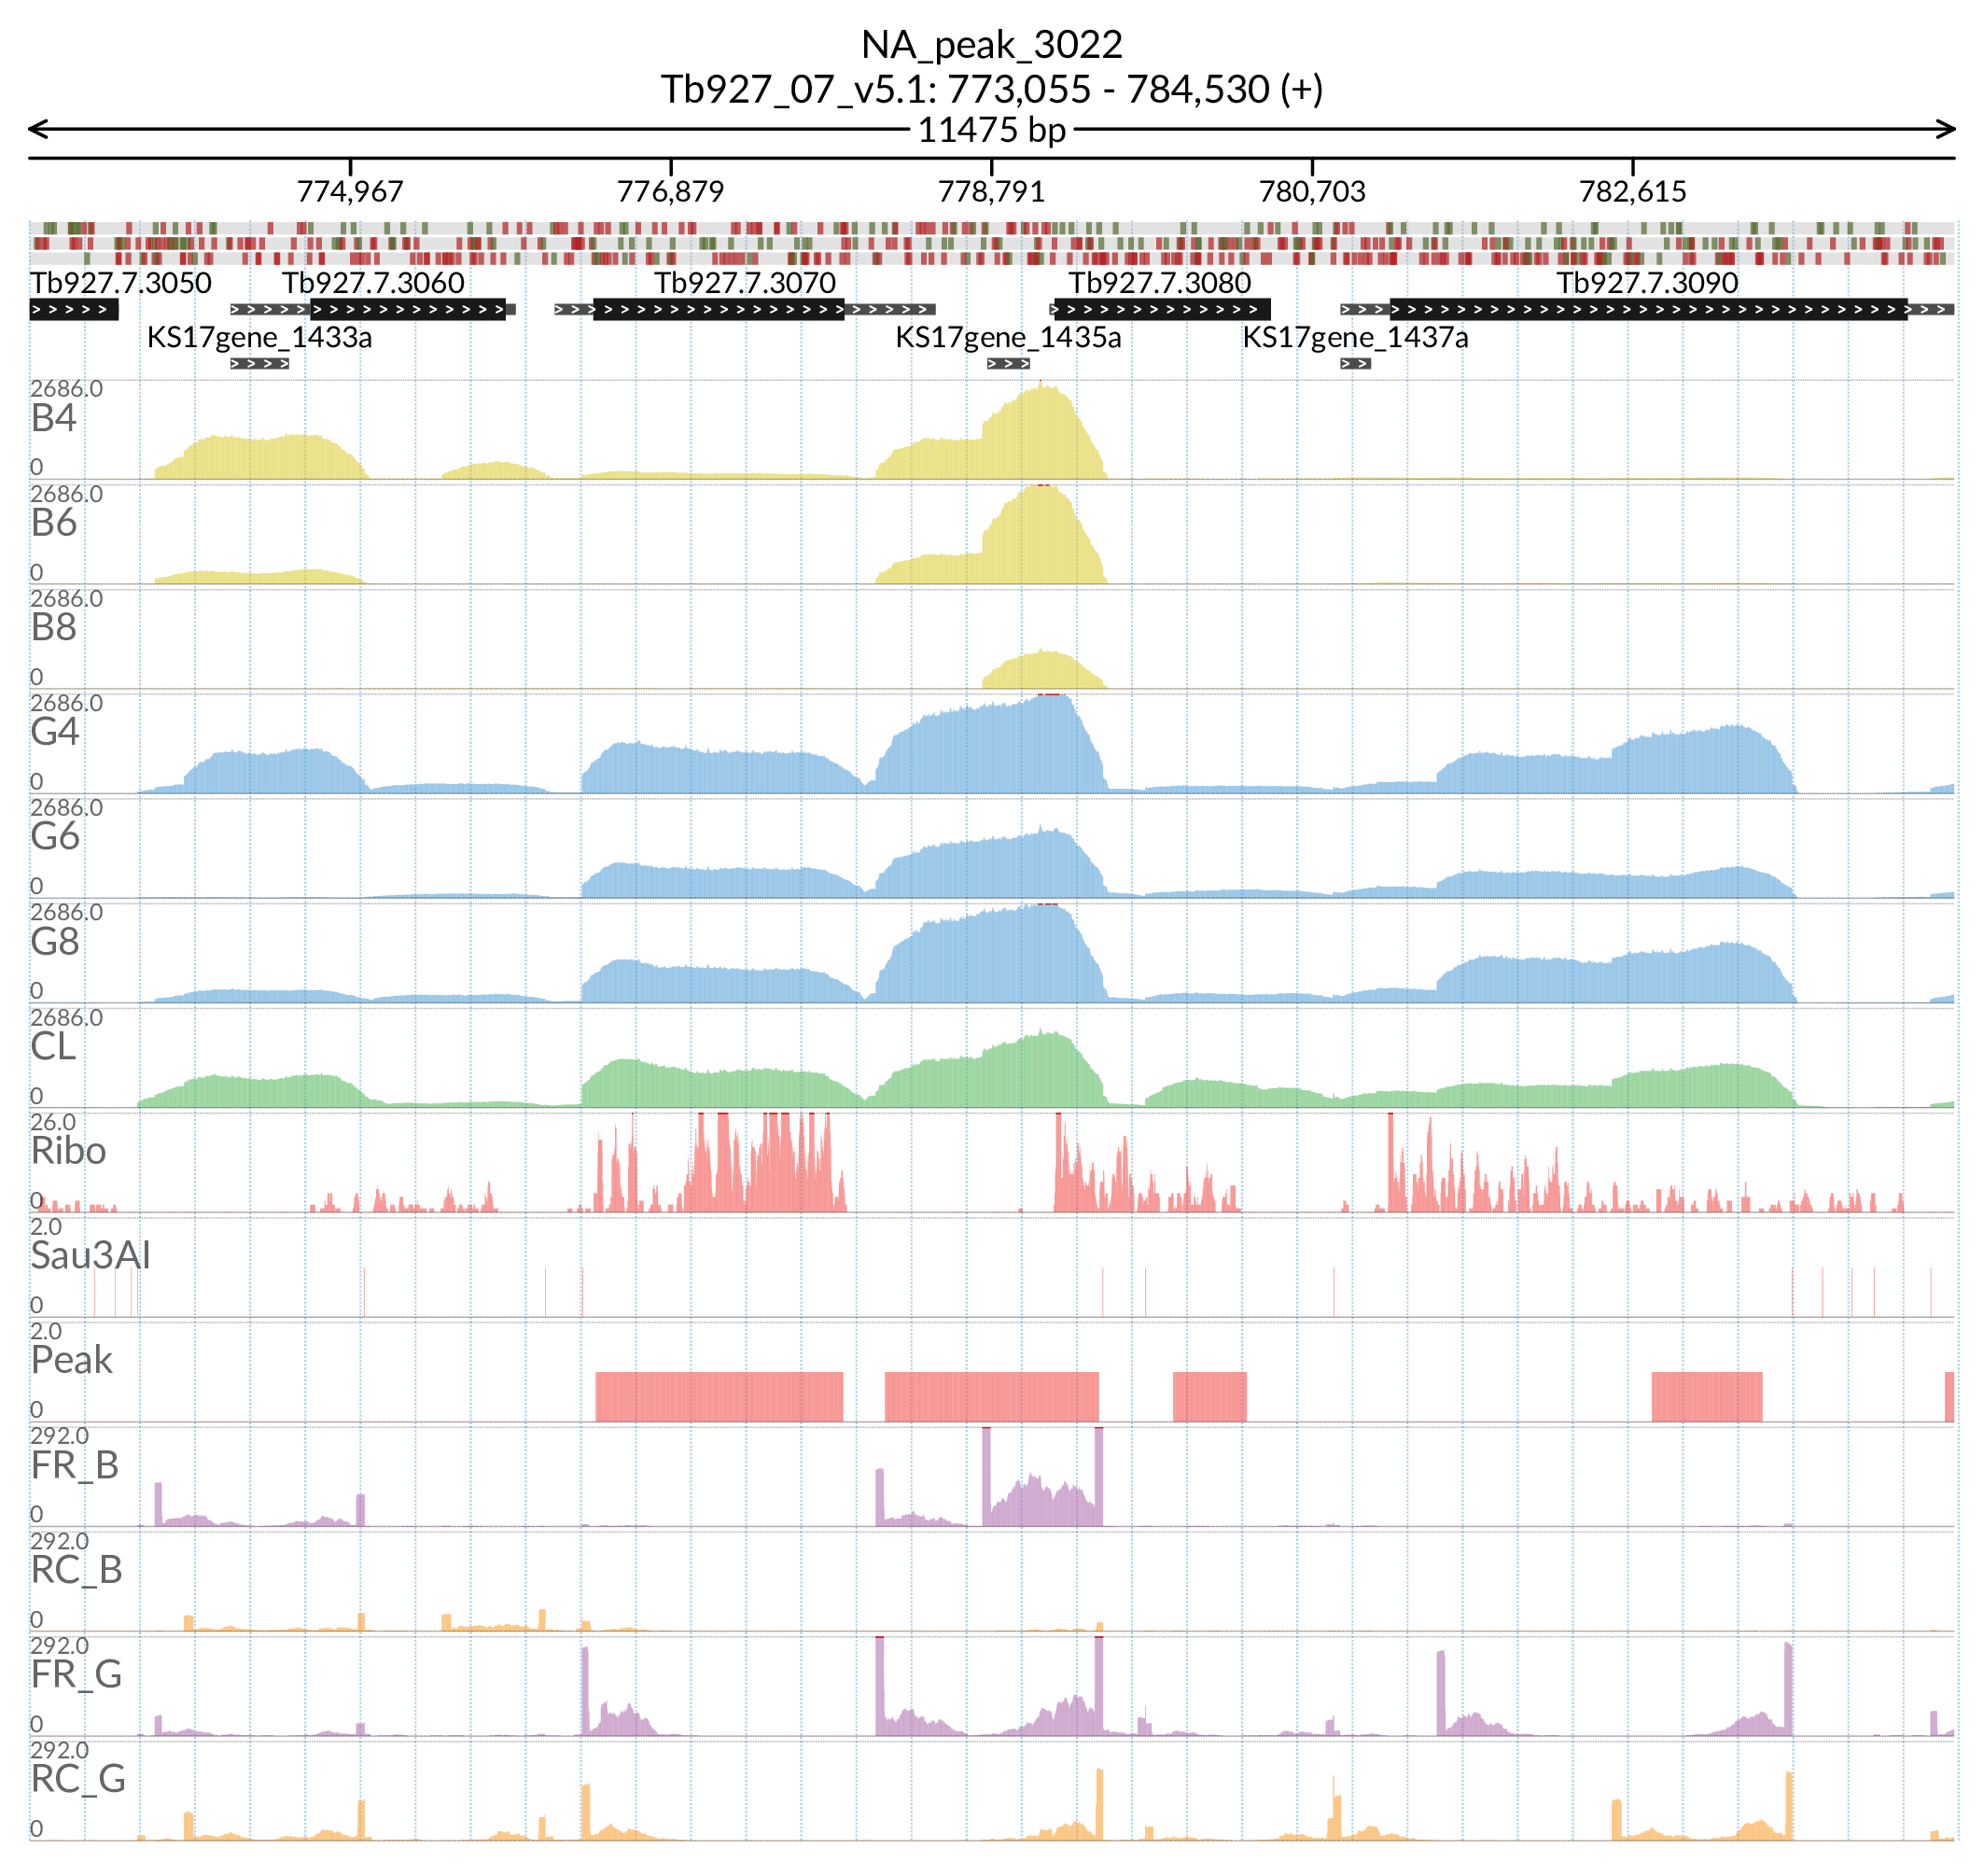 NA_peak_3022
Tb927_07_v5.1: 773,055 - 784,530 (+)
11475 bp
774,967 776,879 778,791 780,703 782,615
Tb927.7.3050 Tb927.7.3060 Tb927.7.3070 Tb927.7.3080 Tb927.7.3090
KS17gene_1433a KS17gene_1435a KS17gene_1437a
2686.0
B4
0
2686.0
B6
0
2686.0
B8
0
2686.0
G4
0
2686.0
G6
0
2686.0
G8
0
2686.0
CL
0
26.0
Ribo
0
2.0
Sau3AI
0
2.0
Peak
0
292.0
FR_B
0
292.0
RC_B
0
292.0
FR_G
0
292.0
RC_G
0